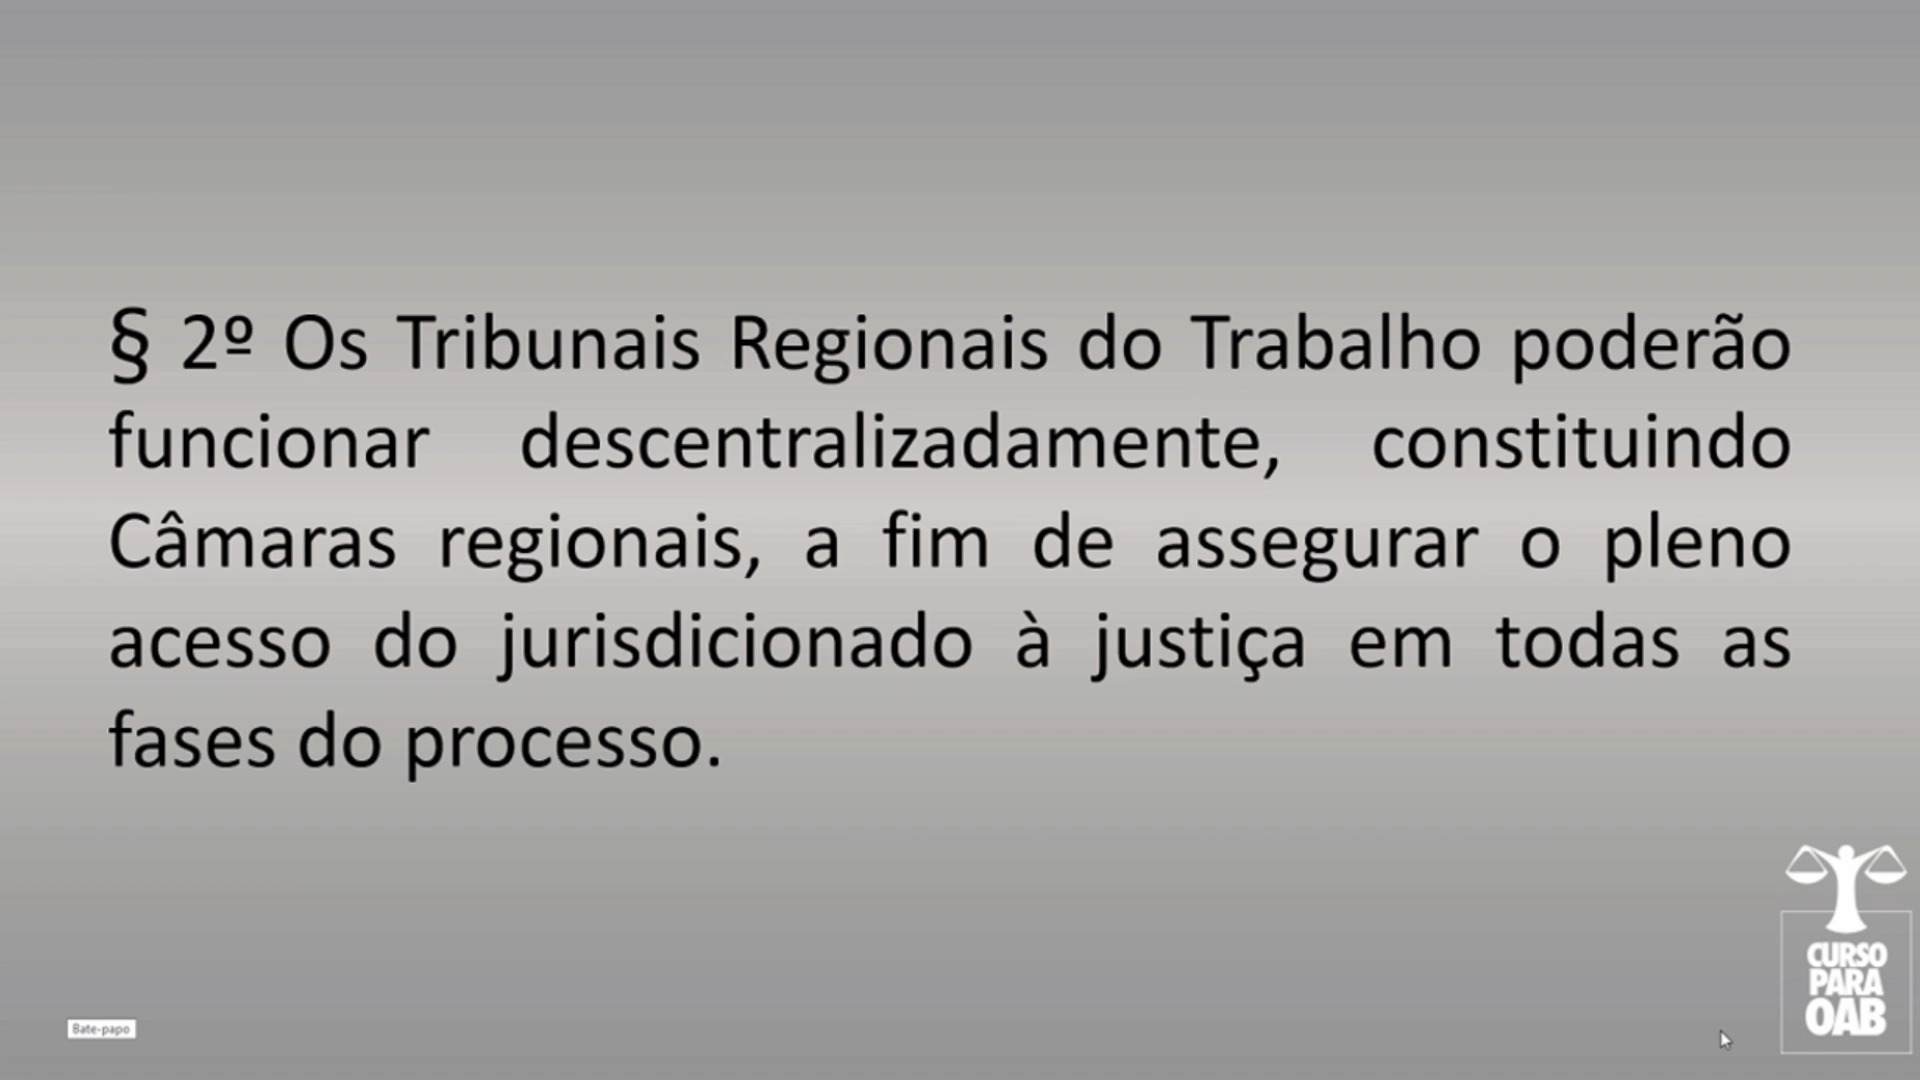 § 2º Os Tribunais Regionais do Trabalho poderão
funcionar descentralizadamente, constituindo
Câmaras regionais, a fim de assegurar o pleno
acesso do jurisdicionado à justiça em todas as
fases do processo.
CURSO
PARA
OAB
Bate-papo